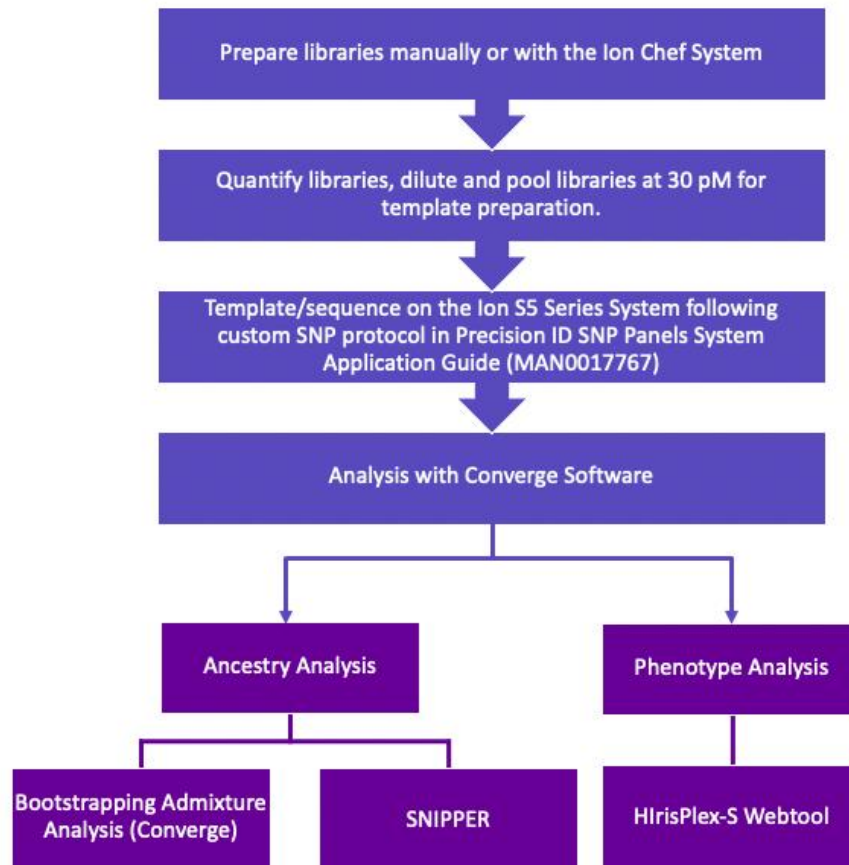 Prepare libraries manually or with the Ion Chef System
Quantify libraries, dilute and pool libraries at 30 pM for
template preparation.
Template/sequence on the Ion S5 Series System following
custom SNP protocol in Precision ID SNP Panels System
Application Guide (MAN0017767)
Analysis with Converge Software
Ancestry Analysis
Phenotype Analysis
Bootstrapping Admixture
Analysis (Converge)
SNIPPER
HIrisPlex-S Webtool